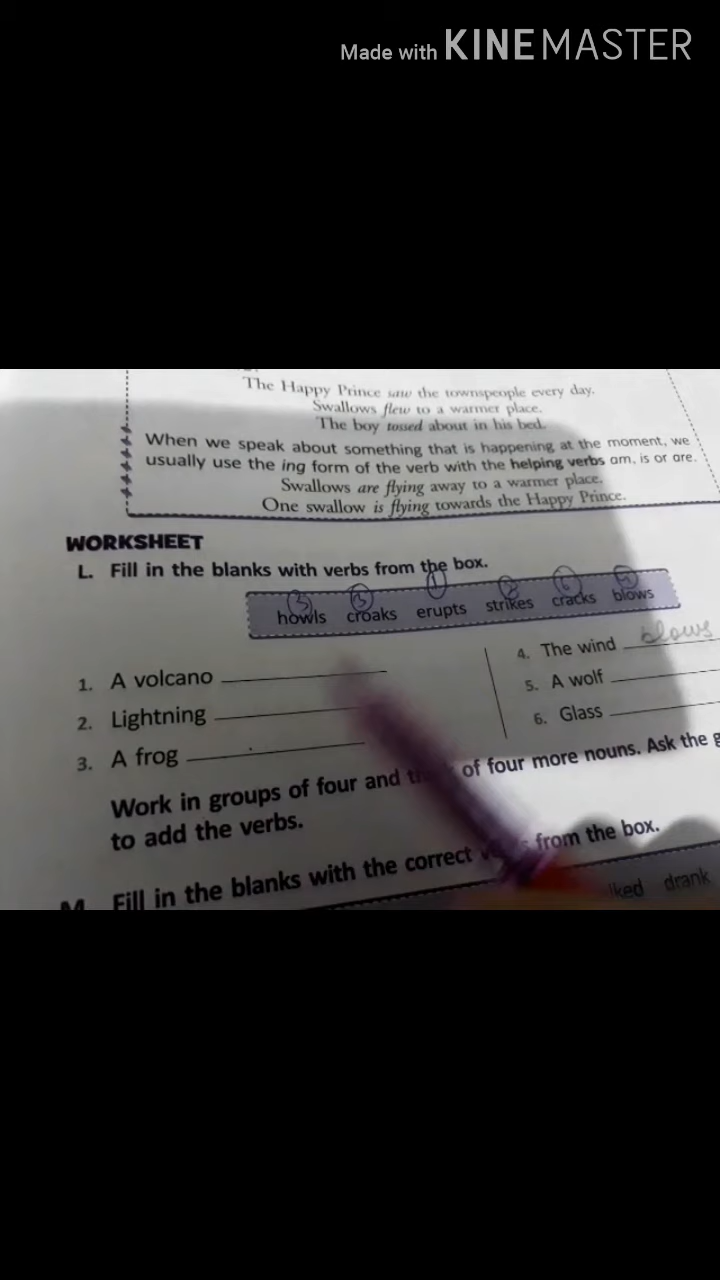 Made with KINEMASTER
The Happy Prince saw the townspeople every day.
Swallows flew to a warmer place.
The boy tossed about in his bed.
When we speak about something that is happening at the moment, we
usually use the ing form of the verb with the helping verbs am, is or are.
Swallows are flying away to a warmer place.
One swallow is flying towards the Happy Prince.
WORKSHEET
L. Fill in the blanks with verbs from the box.
howls croaks erupts strikes cracks blows
1. A volcano
2. Lightning
3. A frog
4. The wind blows
5. A wolf
6. Glass
Work in groups of four and of four more nouns. Ask the
to add the verbs.
M. Fill in the blanks with the correct from the box.
drank